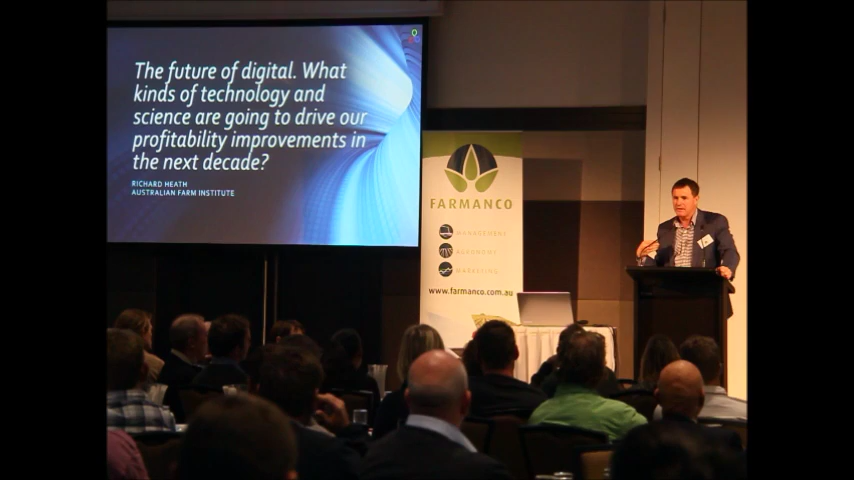 The future of digital. What
kinds of technology and
science are going to drive our
profitability improvements in
the next decade?
RICHARD HEATH
AUSTRALIAN FARM INSTITUTE
FARMANCO
MANAGEMENT
AGRONOMY
MARKETING
www.farmanco.com.au